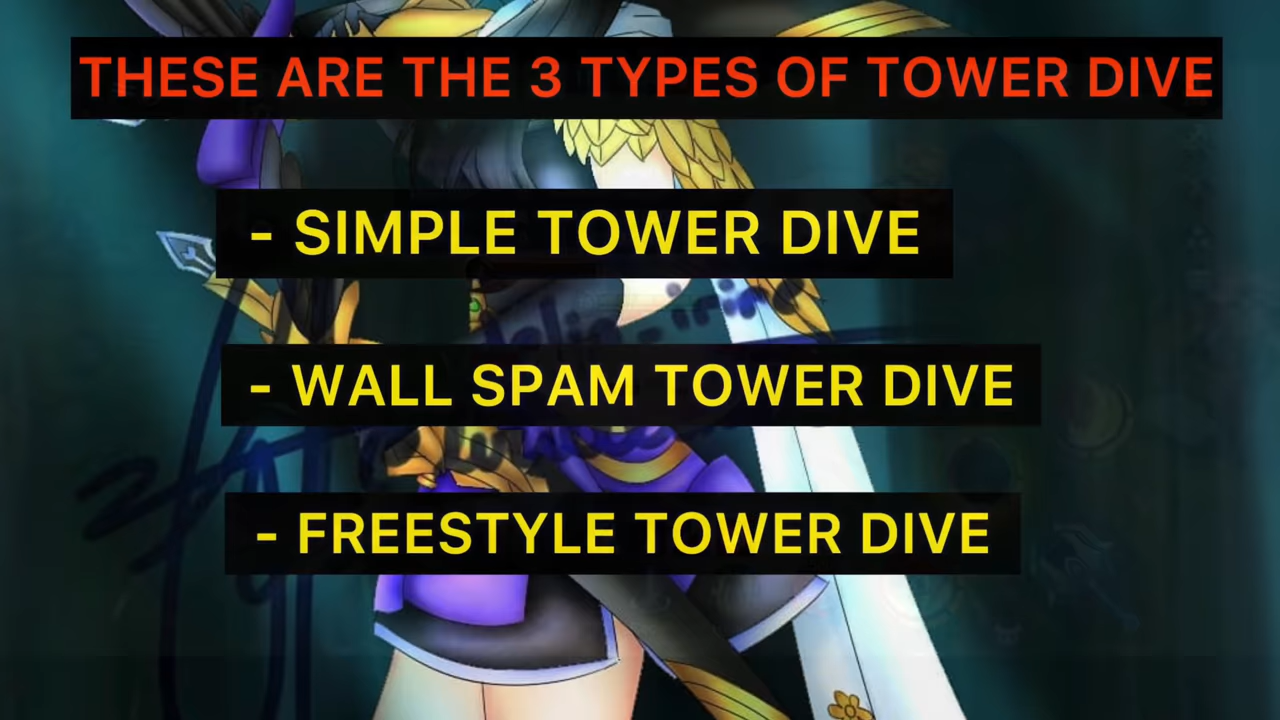 THESE ARE THE 3 TYPES OF TOWER DIVE
- SIMPLE TOWER DIVE
- WALL SPAM TOWER DIVE
- FREESTYLE TOWER DIVE